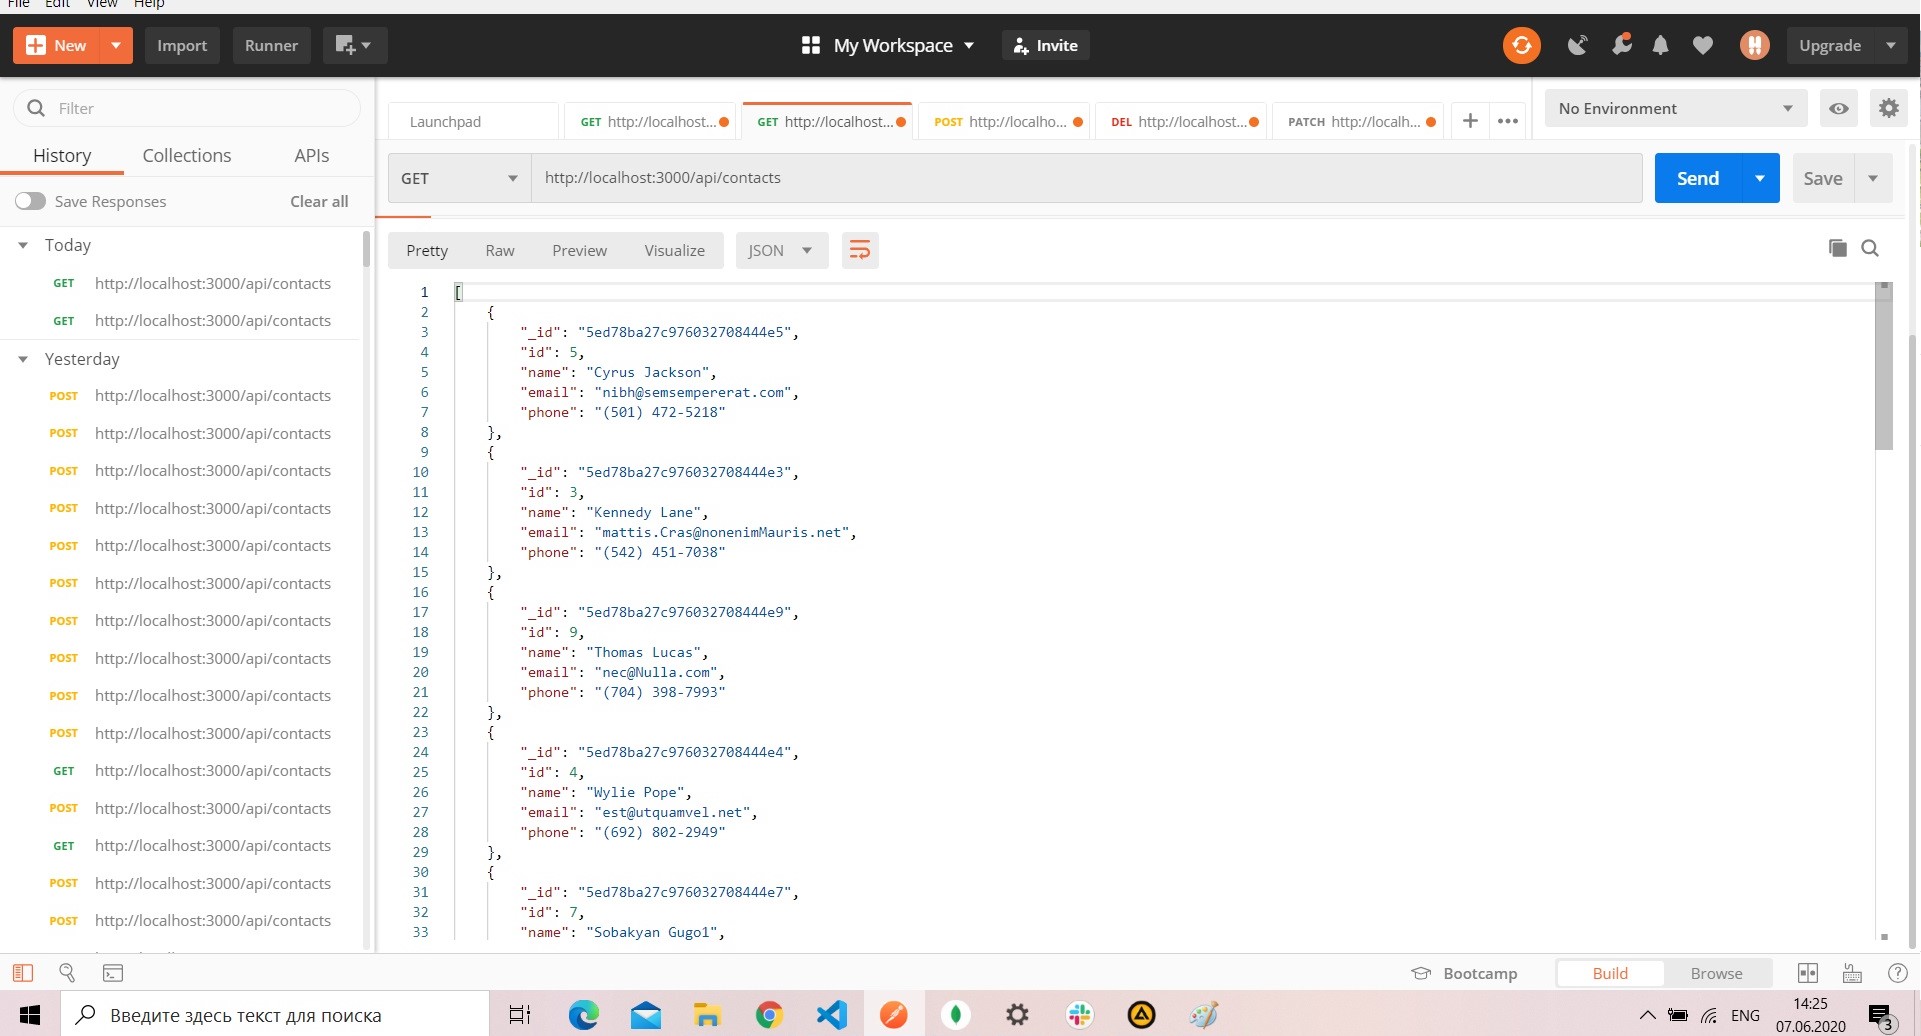 File Edit View Help
New Import Runner My Workspace Invite Upgrade
Filter
Launchpad GET http://localhost... GET http://localhost... POST http://localho... DEL http://localhost... PATCH http://localh... No Environment
History Collections APIs
GET http://localhost:3000/api/contacts Send Save
Save Responses Clear all
Pretty Raw Preview Visualize JSON
Today
GET http://localhost:3000/api/contacts
GET http://localhost:3000/api/contacts
Yesterday
POST http://localhost:3000/api/contacts
POST http://localhost:3000/api/contacts
POST http://localhost:3000/api/contacts
POST http://localhost:3000/api/contacts
POST http://localhost:3000/api/contacts
POST http://localhost:3000/api/contacts
POST http://localhost:3000/api/contacts
POST http://localhost:3000/api/contacts
POST http://localhost:3000/api/contacts
POST http://localhost:3000/api/contacts
GET http://localhost:3000/api/contacts
POST http://localhost:3000/api/contacts
GET http://localhost:3000/api/contacts
POST http://localhost:3000/api/contacts
POST http://localhost:3000/api/contacts
1 [
2 {
3 "_id": "5ed78ba27c976032708444e5",
4 "id": 5,
5 "name": "Cyrus Jackson",
6 "email": "nibh@semsempererat.com",
7 "phone": "(501) 472-5218"
8 },
9 {
10 "_id": "5ed78ba27c976032708444e3",
11 "id": 3,
12 "name": "Kennedy Lane",
13 "email": "mattis.Cras@nonenimMauris.net",
14 "phone": "(542) 451-7038"
15 },
16 {
17 "_id": "5ed78ba27c976032708444e9",
18 "id": 9,
19 "name": "Thomas Lucas",
20 "email": "nec@Nulla.com",
21 "phone": "(704) 398-7993"
22 },
23 {
24 "_id": "5ed78ba27c976032708444e4",
25 "id": 4,
26 "name": "Wylie Pope",
27 "email": "est@utquamvel.net",
28 "phone": "(692) 802-2949"
29 },
30 {
31 "_id": "5ed78ba27c976032708444e7",
32 "id": 7,
33 "name": "Sobakyan Gugo1",
Bootcamp Build Browse
Введите здесь текст для поиска ENG 14:25
07.06.2020 3